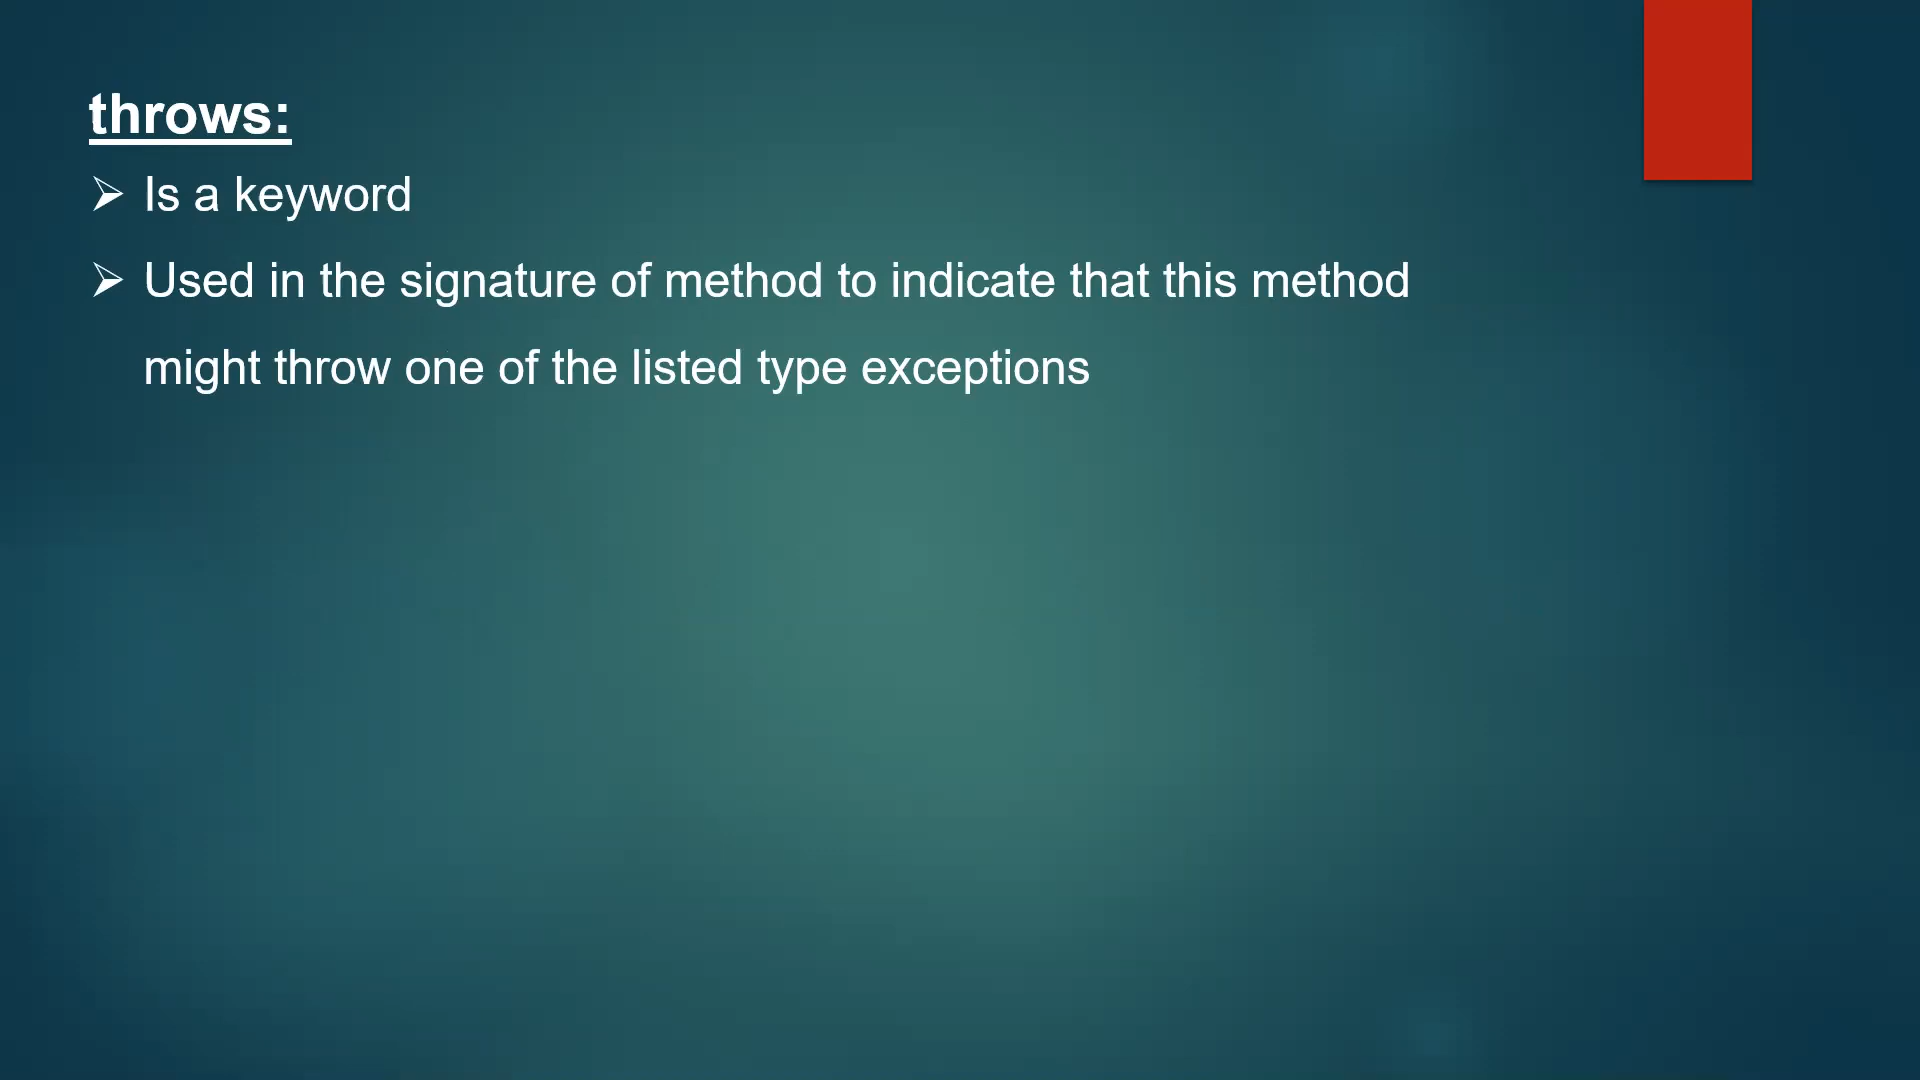 throws:
➢ Is a keyword
➢ Used in the signature of method to indicate that this method
might throw one of the listed type exceptions